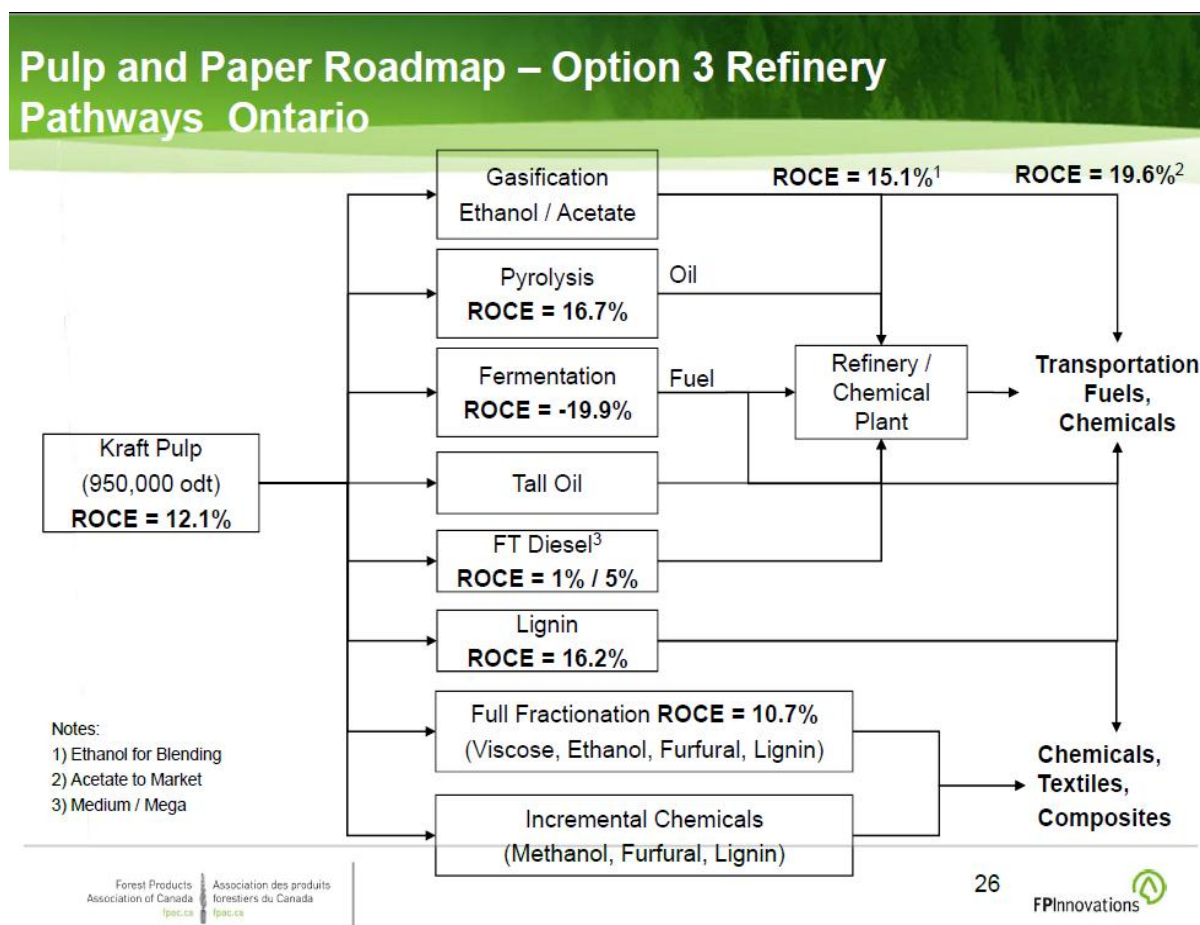 Pulp and Paper Roadmap – Option 3 Refinery
Pathways Ontario
Gasification
Ethanol / Acetate
ROCE = 15.1%¹
ROCE = 19.6%²
Pyrolysis
ROCE = 16.7%
Oil
Fermentation
ROCE = -19.9%
Fuel
Refinery /
Chemical
Plant
Transportation
Fuels,
Chemicals
Kraft Pulp
(950,000 odt)
ROCE = 12.1%
Tall Oil
FT Diesel³
ROCE = 1% / 5%
Lignin
ROCE = 16.2%
Full Fractionation ROCE = 10.7%
(Viscose, Ethanol, Furfural, Lignin)
Incremental Chemicals
(Methanol, Furfural, Lignin)
Chemicals,
Textiles,
Composites
Notes:
1) Ethanol for Blending
2) Acetate to Market
3) Medium / Mega
Forest Products
Association of Canada
fpac.ca
Association des produits
forestiers du Canada
fpac.ca
26
FPInnovations